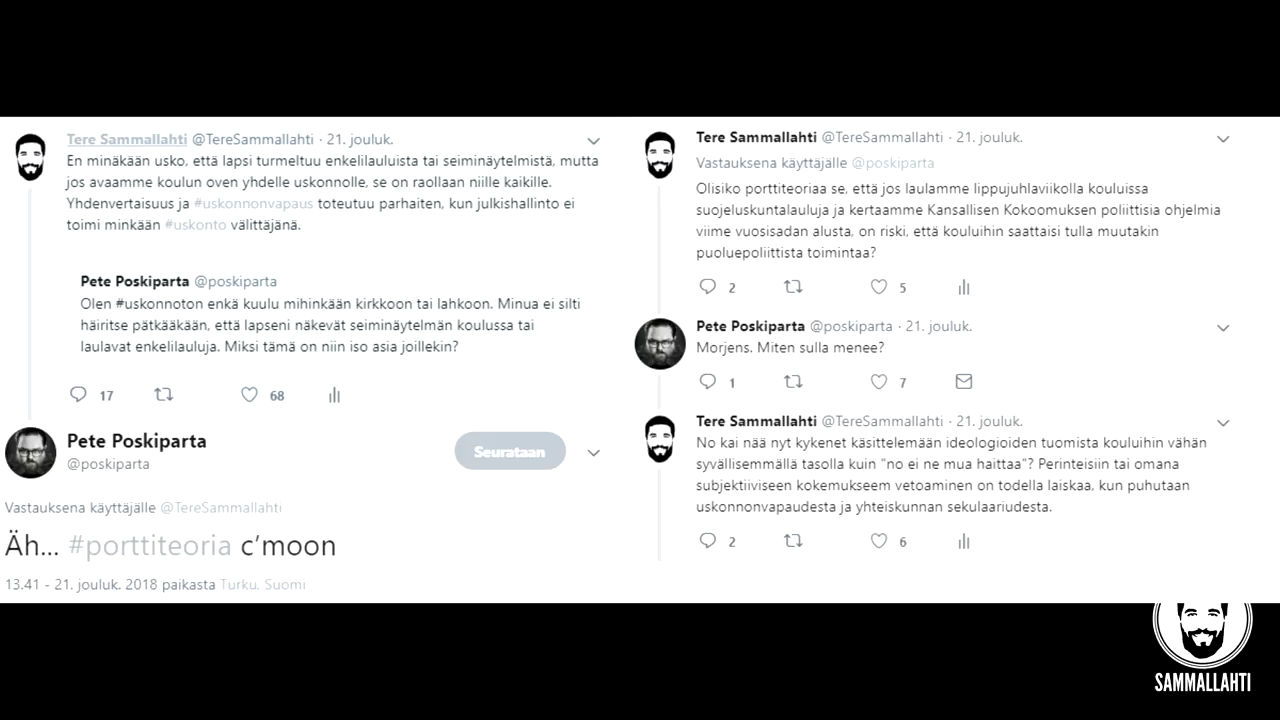 Tere Sammallahti @TereSammallahti · 21. jouluk.
En minäkään usko, että lapsi turmeltuu enkelilauluista tai seiminäytelmistä, mutta
jos avaamme koulun oven yhdelle uskonnolle, se on raollaan niille kaikille.
Yhdenvertaisuus ja #uskonnonvapaus toteutuu parhaiten, kun julkishallinto ei
toimi minkään #uskonto välittäjänä.
Pete Poskiparta @poskiparta
Olen #uskonnoton enkä kuulu mihinkään kirkkoon tai lahkoon. Minua ei silti
häiritse pätkääkään, että lapseni näkevät seiminäytelmän koulussa tai
laulavat enkelilauluja. Miksi tämä on niin iso asia joillekin?
17 68
Pete Poskiparta
@poskiparta
Seurataan
Vastauksena käyttäjälle @TereSammallahti
Äh... #porttiteoria c'moon
13.41 - 21. jouluk. 2018 paikasta Turku, Suomi
Tere Sammallahti @TereSammallahti · 21. jouluk.
Vastauksena käyttäjälle @poskiparta
Olisiko porttiteoriaa se, että jos laulamme lippujuhlaviikolla kouluissa
suojeluskuntalauluja ja kertaamme Kansallisen Kokoomuksen poliittisia ohjelmia
viime vuosisadan alusta, on riski, että kouluihin saattaisi tulla muutakin
puoluepoliittista toimintaa?
2 5
Pete Poskiparta @poskiparta · 21. jouluk.
Morjens. Miten sulla menee?
1 7
Tere Sammallahti @TereSammallahti · 21. jouluk.
No kai nää nyt kykenet käsittelemään ideologioiden tuomista kouluihin vähän
syvällisemmällä tasolla kuin "no ei ne mua haittaa"? Perinteisiin tai omana
subjektiiviseen kokemukseem vetoaminen on todella laiskaa, kun puhutaan
uskonnonvapaudesta ja yhteiskunnan sekulaariudesta.
2 6
SAMMALLAHTI